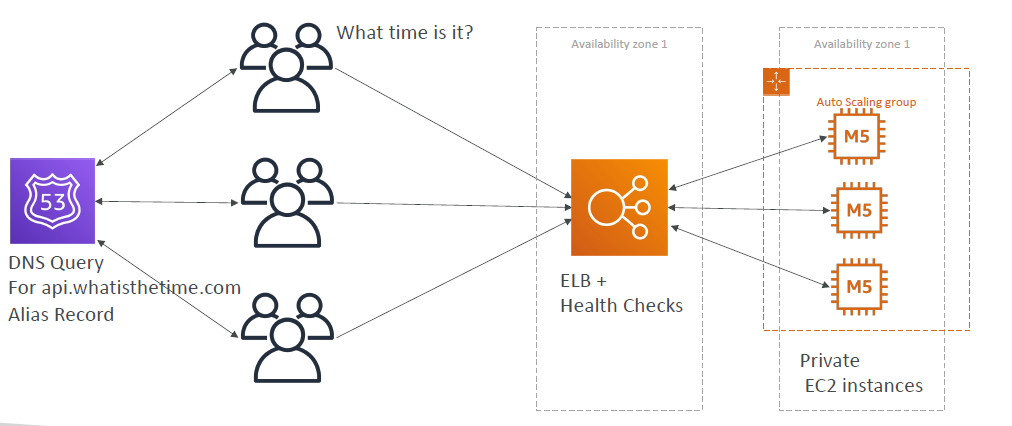 What time is it?
Availability zone 1
Availability zone 1
Auto Scaling group
M5
53
M5
DNS Query
For api.whatisthetime.com
Alias Record
ELB +
Health Checks
M5
Private
EC2 instances